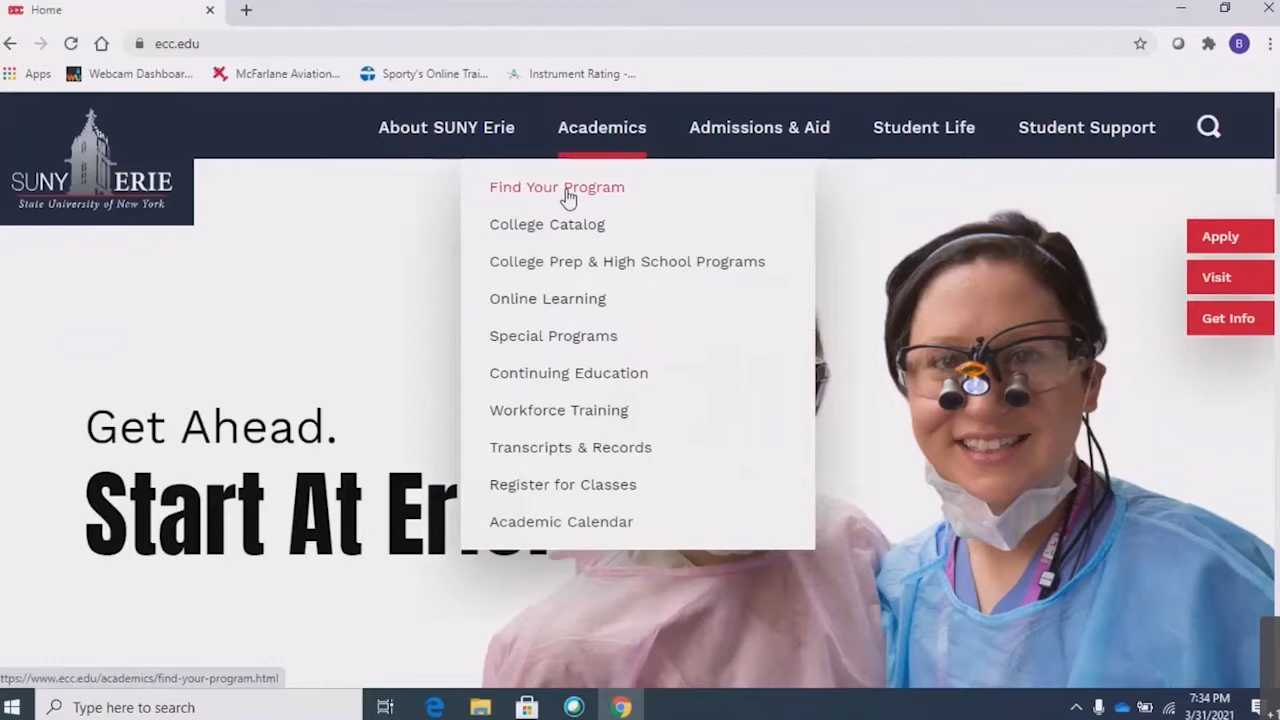 ecc Home
ecc.edu
B
Apps
Webcam Dashboar...
McFarlane Aviation...
Sporty's Online Trai...
Instrument Rating -...
SUNY ERIE
State University of New York
About SUNY Erie
Academics
Admissions & Aid
Student Life
Student Support
Find Your Program
College Catalog
College Prep & High School Programs
Online Learning
Special Programs
Continuing Education
Workforce Training
Transcripts & Records
Register for Classes
Academic Calendar
Apply
Visit
Get Info
Get Ahead.
Start At
ttps://www.ecc.edu/academics/find-your-program.html
Type here to search
7:34 PM
3/31/2021